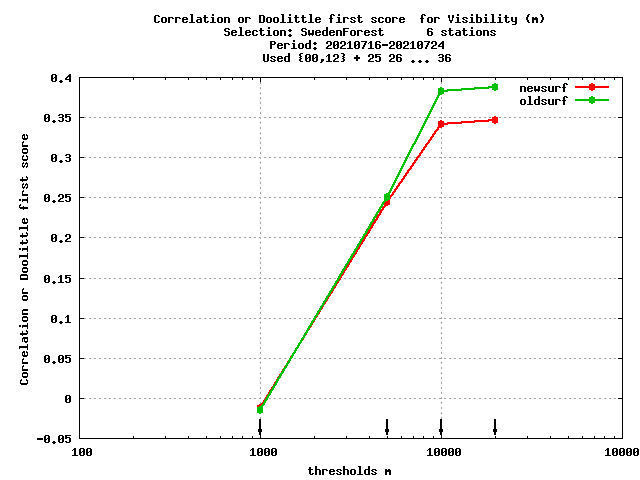 Correlation or Doolittle first score  for Visibility (m)
Selection: SwedenForest      6 stations
Period: 20210716-20210724
Used {00,12} + 25 26 ... 36
newsurf
oldsurf
Correlation or Doolittle first score
0.4
0.35
0.3
0.25
0.2
0.15
0.1
0.05
0
-0.05
100
1000
10000
10000
thresholds m